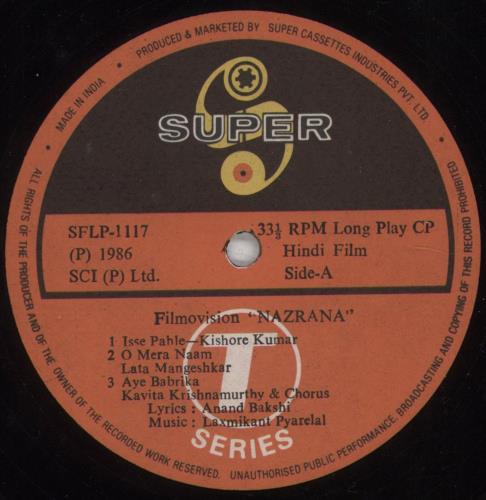 PRODUCED & MARKETED BY SUPER CASSETTES INDUSTRIES PVT. LTD.
MADE IN INDIA
SUPER
SFLP-1117
(P) 1986
SCI (P) Ltd.
33⅓ RPM Long Play CP
Hindi Film
Side-A
Filmovision "NAZRANA"
1 Isse Pahle—Kishore Kumar
2 O Mera Naam
Lata Mangeshkar
3 Aye Babrika
Kavita Krishnamurthy & Chorus
Lyrics : Anand Bakshi
Music : Laxmikant Pyarelal
T
SERIES
ALL RIGHTS OF THE PRODUCER AND OF THE OWNER OF THE RECORDED WORK RESERVED. UNAUTHORISED PUBLIC PERFORMANCE, BROADCASTING AND COPYING OF THIS RECORD PROHIBITED